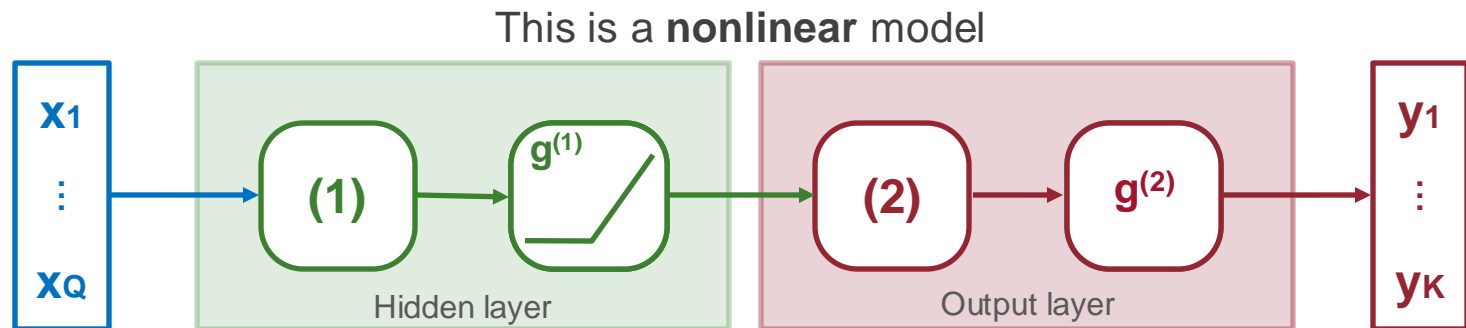 This is a nonlinear model
x1
⋮
xQ
(1)
g(1)
Hidden layer
(2)
g(2)
Output layer
y1
⋮
yK